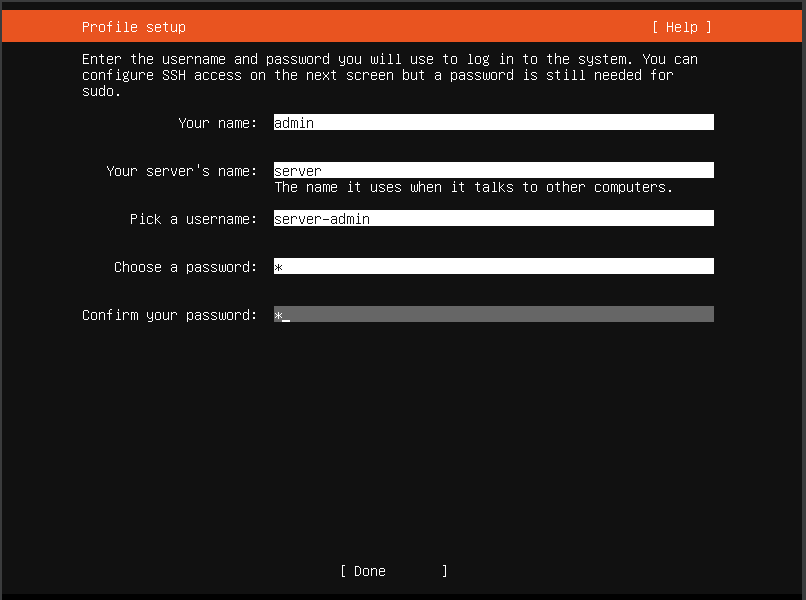 Profile setup [ Help ]
Enter the username and password you will use to log in to the system. You can
configure SSH access on the next screen but a password is still needed for
sudo.
Your name: admin
Your server's name: server
The name it uses when it talks to other computers.
Pick a username: server-admin
Choose a password: *
Confirm your password: *_
[ Done ]